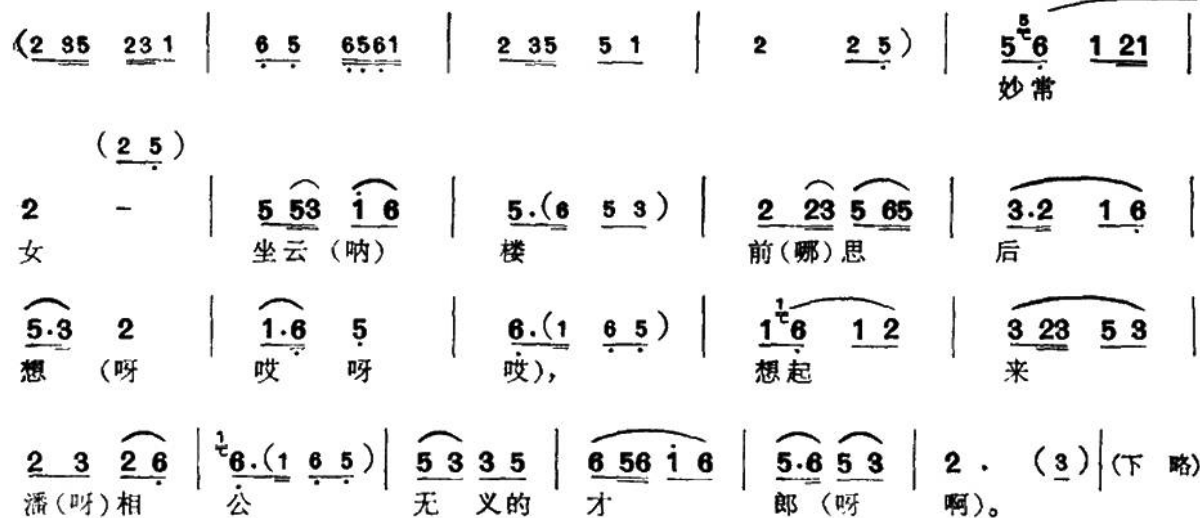 (2 35 23 1 | 6 5 6561 | 2 35 5 1 | 2 2 5) | 5 5 6 1 21 |
妙常
(2 5)
2 - | 5 53 1 6 | 5.(6 5 3) | 2 23 5 65 | 3.2 1 6 |
女 坐云(呐) 楼 前(哪)思 后
5.3 2 | 1.6 5 | 6.(1 6 5) | 1 1 6 1 2 | 3 23 5 3 |
想 (呀 哎 呀 哎), 想起 来
2 3 2 6 | 1 6.(1 6 5) | 5 3 3 5 | 6 56 1 6 | 5.6 5 3 | 2. (3) | (下 略)
潘(呀)相 公 无 义的 才 郎(呀 啊)。